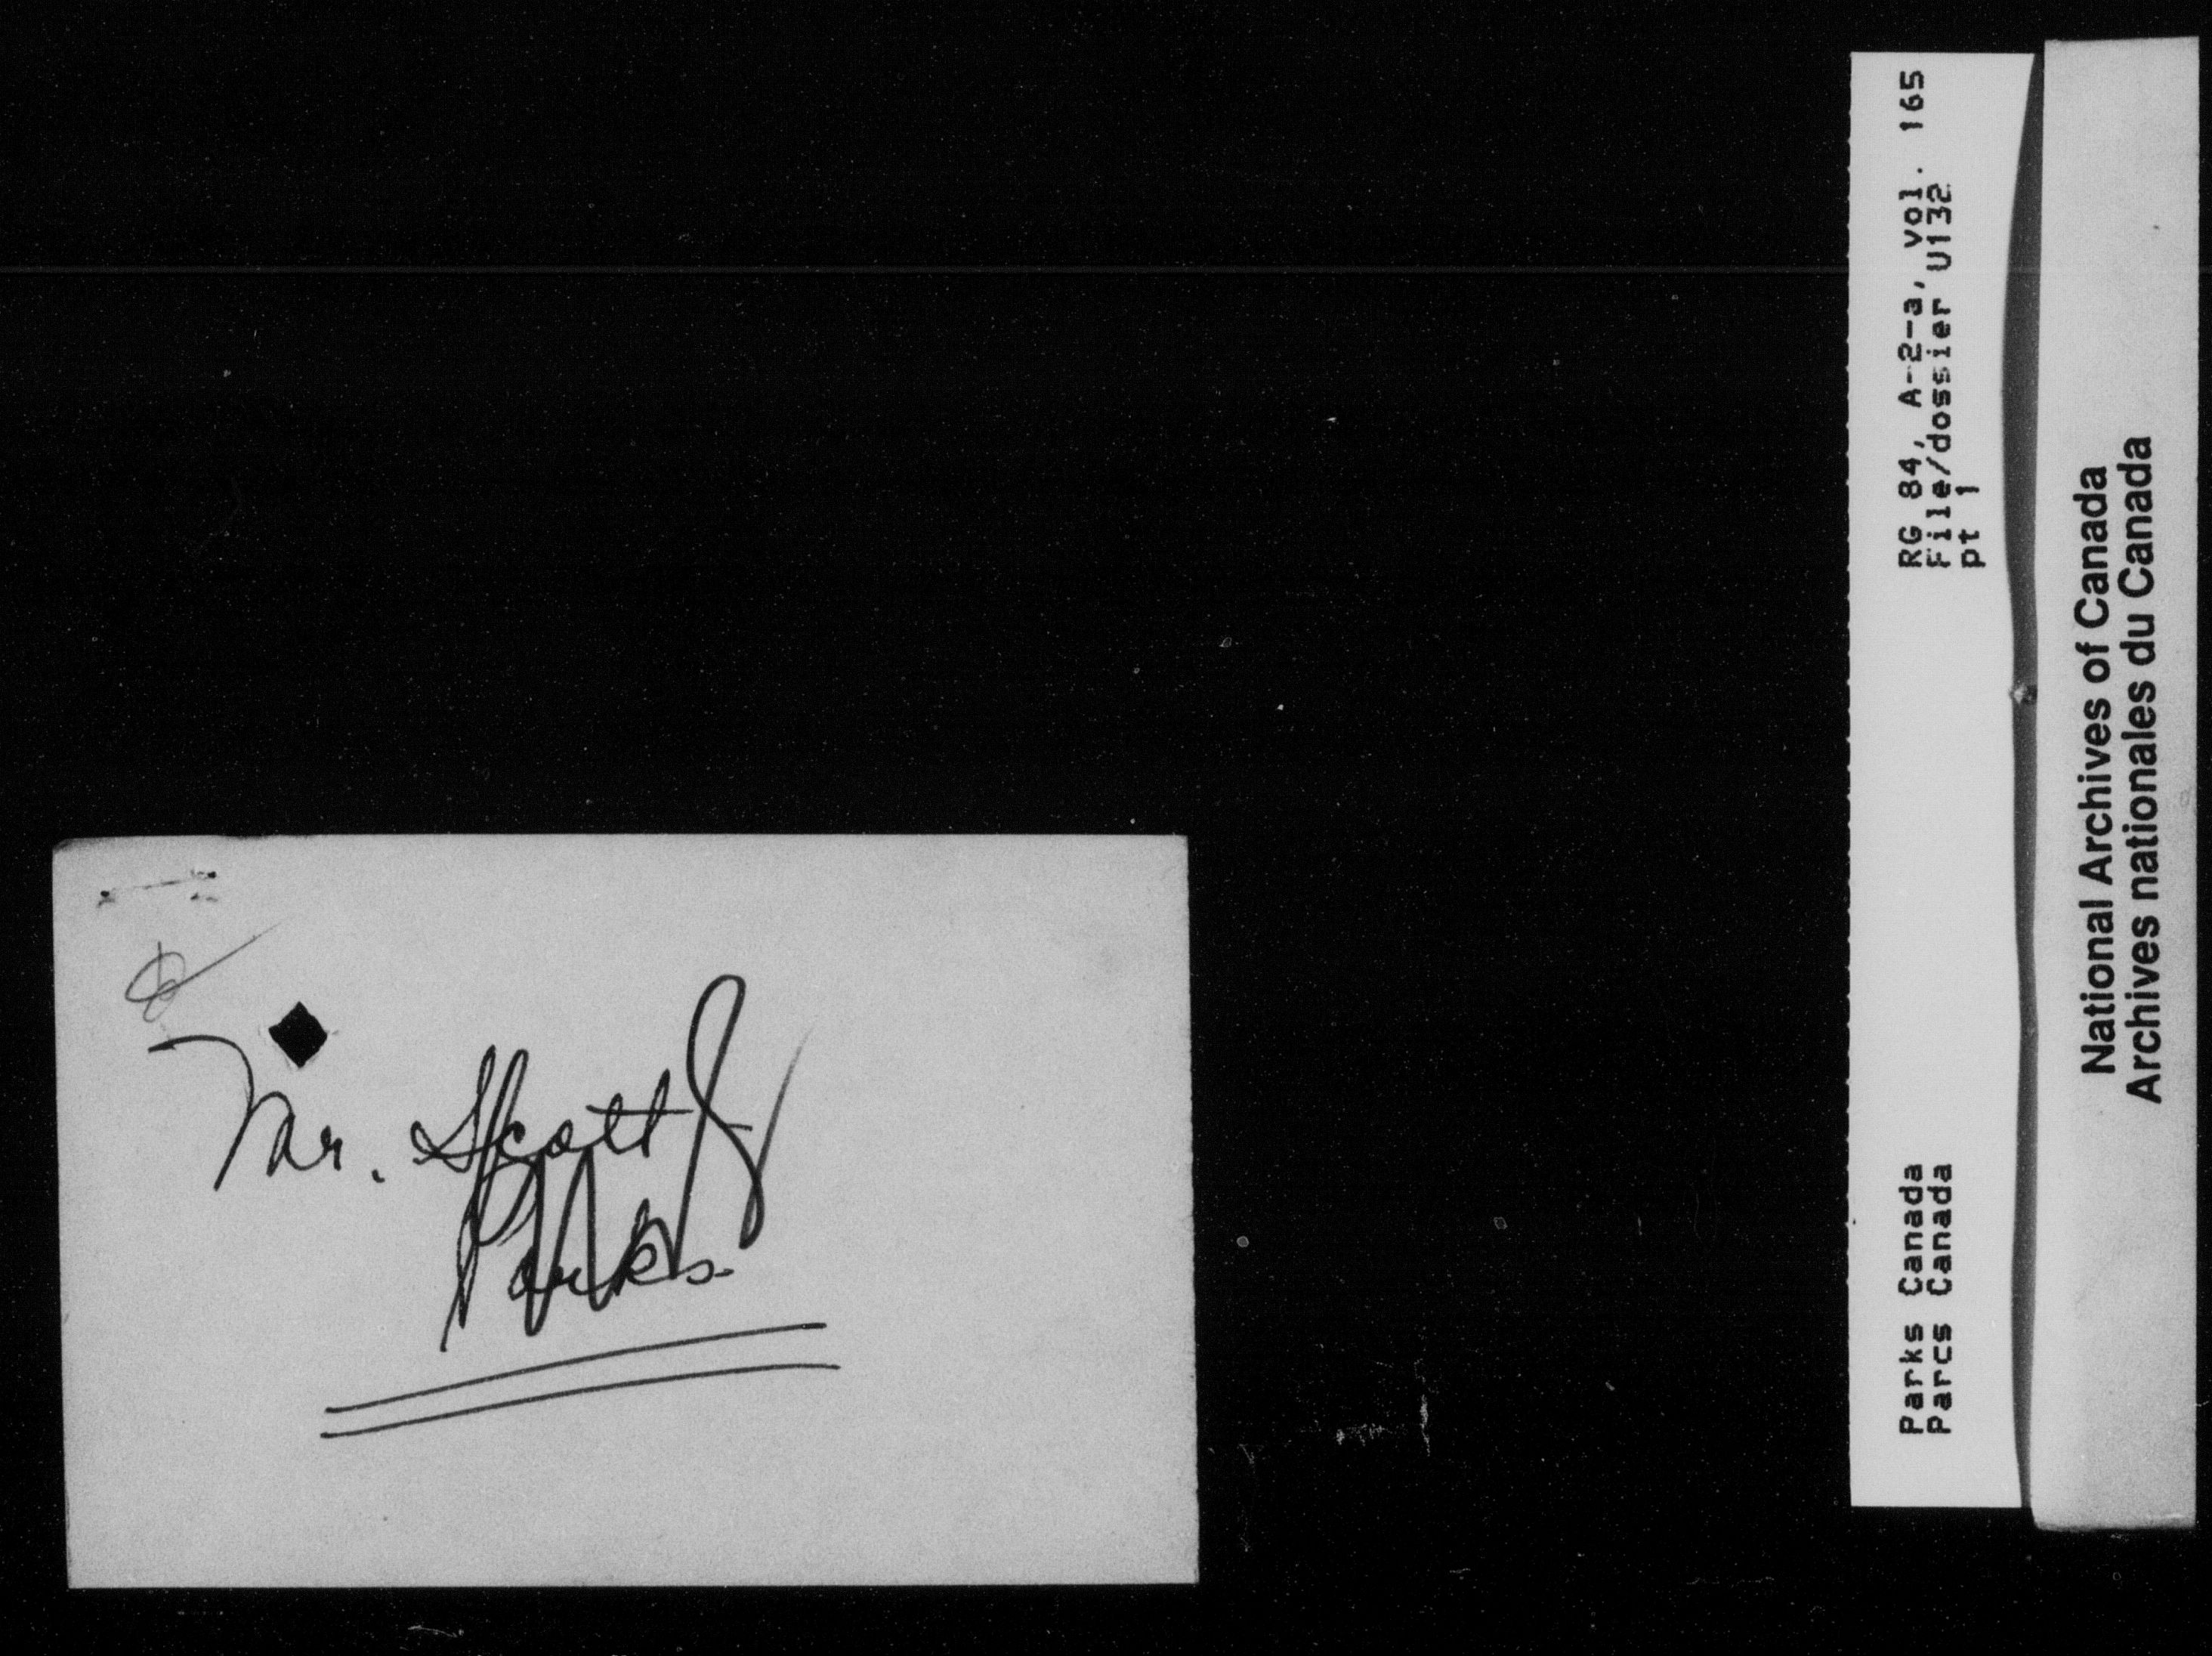 Mr. Scott
Parks
Parks Canada
Parcs Canada
RG 84, A-2-a, vol. 165
File/dossier U132
pt 1
National Archives of Canada
Archives nationales du Canada